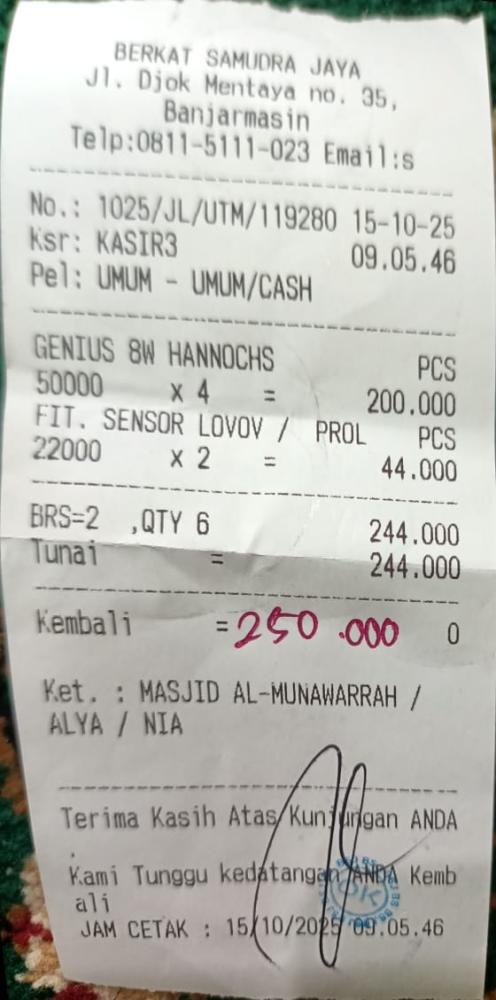 BERKAT SAMUDRA JAYA
Jl. Djok Mentaya no. 35,
Banjarmasin
Telp:0811-5111-023 Email:s
No.: 1025/JL/UTM/119280 15-10-25
Ksr: KASIR3 09.05.46
Pel: UMUM - UMUM/CASH
GENIUS 8W HANNOCHS PCS
50000 x 4 = 200.000
FIT. SENSOR LOVOV / PROL PCS
22000 x 2 = 44.000
BRS=2 ,QTY 6 244.000
Tunai = 244.000
Kembali = 250.000 0
Ket. : MASJID AL-MUNAWARRAH /
ALYA / NIA
Terima Kasih Atas Kunjungan ANDA
.
Kami Tunggu kedatangan ANDA Kemb
ali
OK
JAM CETAK : 15/10/2025 09.05.46